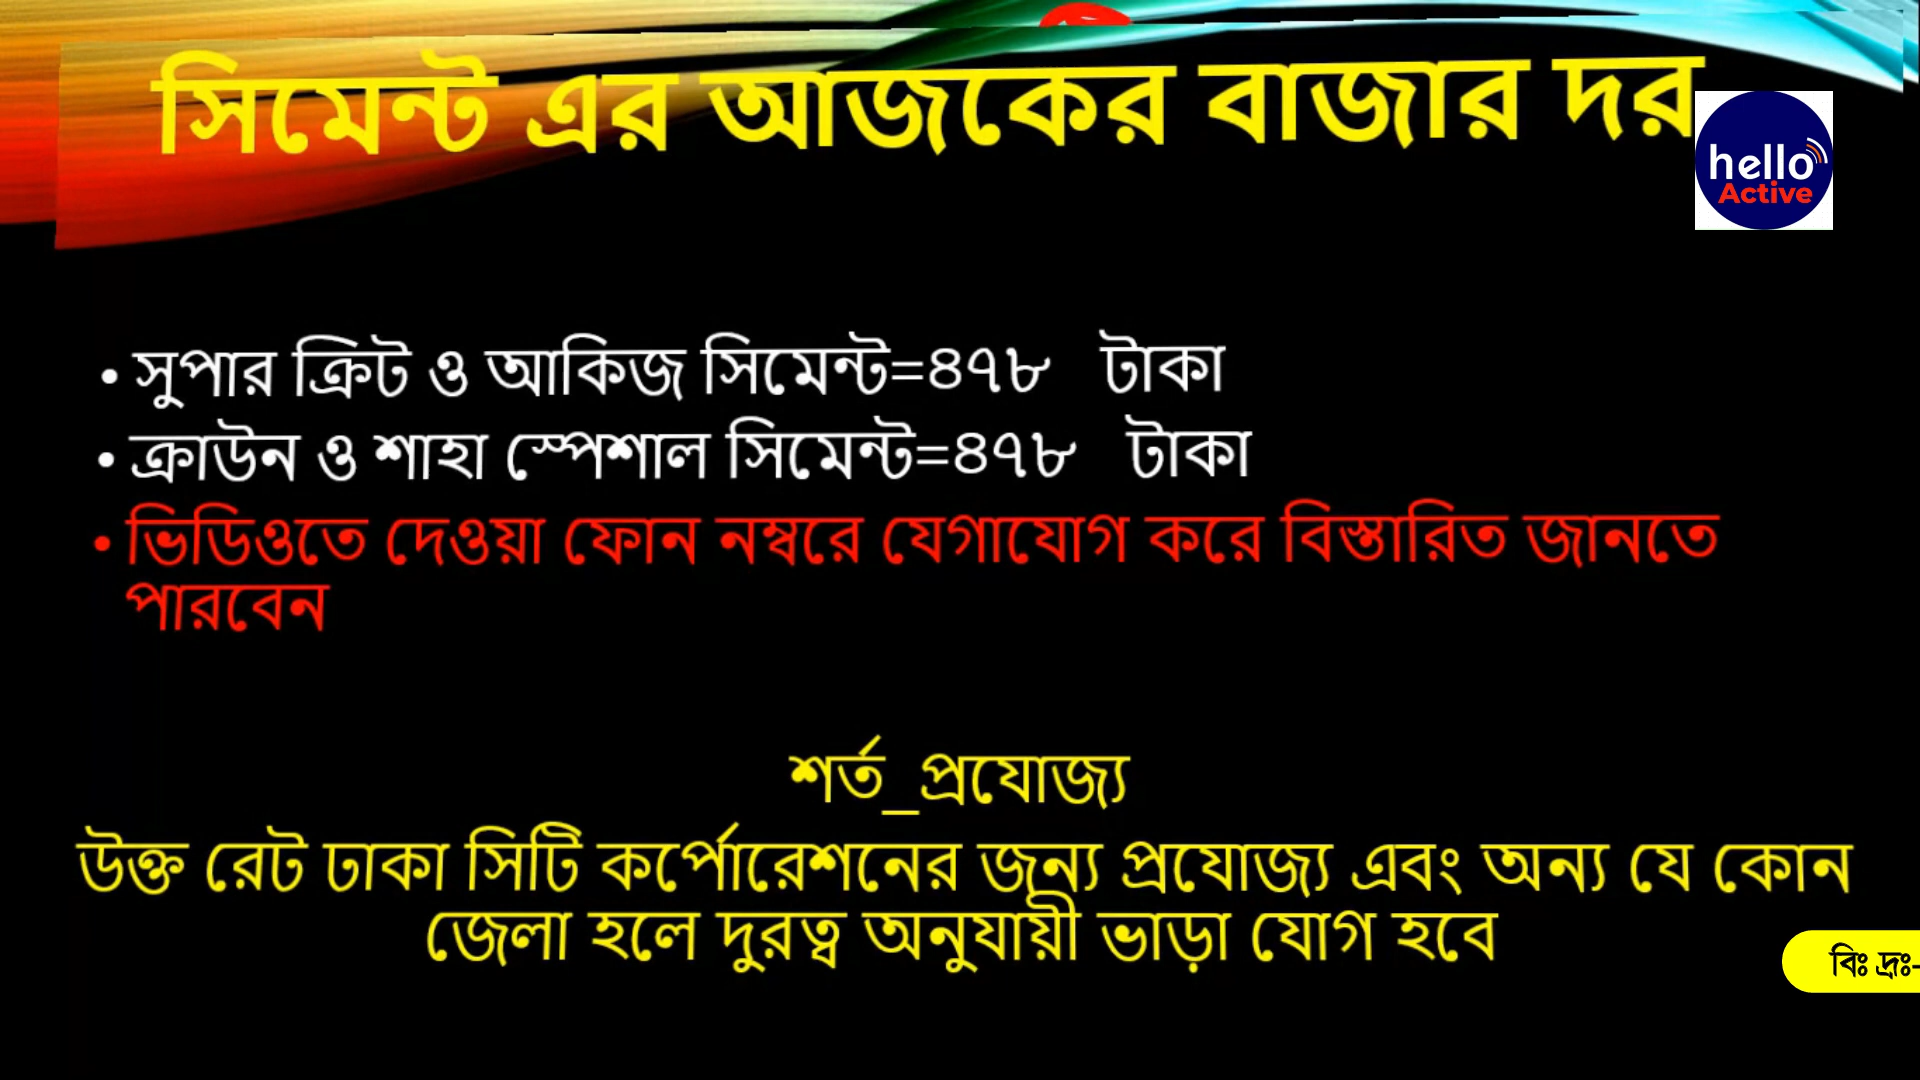 সিমেন্ট এর আজকের বাজার দর
hello
Active
• সুপার ক্রিট ও আকিজ সিমেন্ট=৪৭৮ টাকা
• ক্রাউন ও শাহা স্পেশাল সিমেন্ট=৪৭৮ টাকা
• ভিডিওতে দেওয়া ফোন নম্বরে যেগাযোগ করে বিস্তারিত জানতে
পারবেন
শর্ত_প্রযোজ্য
উক্ত রেট ঢাকা সিটি কর্পোরেশনের জন্য প্রযোজ্য এবং অন্য যে কোন
জেলা হলে দুরত্ব অনুযায়ী ভাড়া যোগ হবে
বিঃ দ্রঃ-